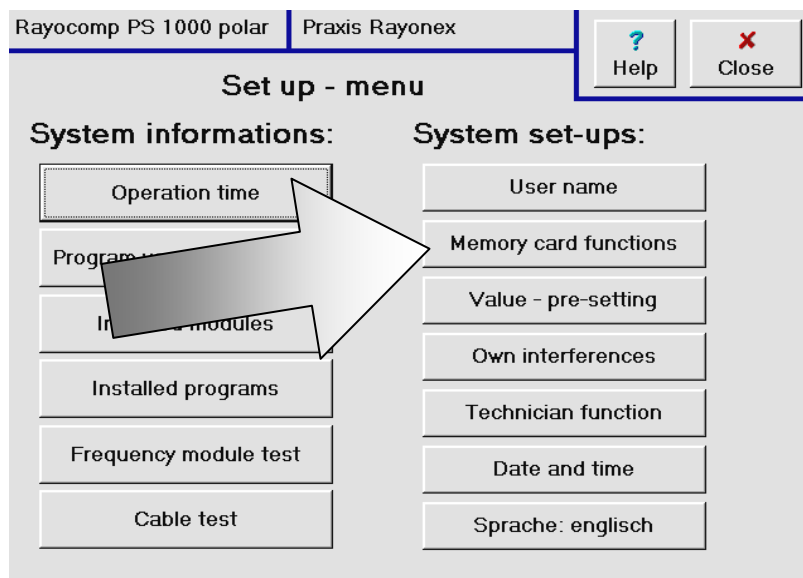 Rayocomp PS 1000 polar
Praxis Rayonex
?
Help
X
Close
Set up - menu
System informations:
Operation time
Program
modules
Installed programs
Frequency module test
Cable test
System set-ups:
User name
Memory card functions
Value - pre-setting
Own interferences
Technician function
Date and time
Sprache: englisch